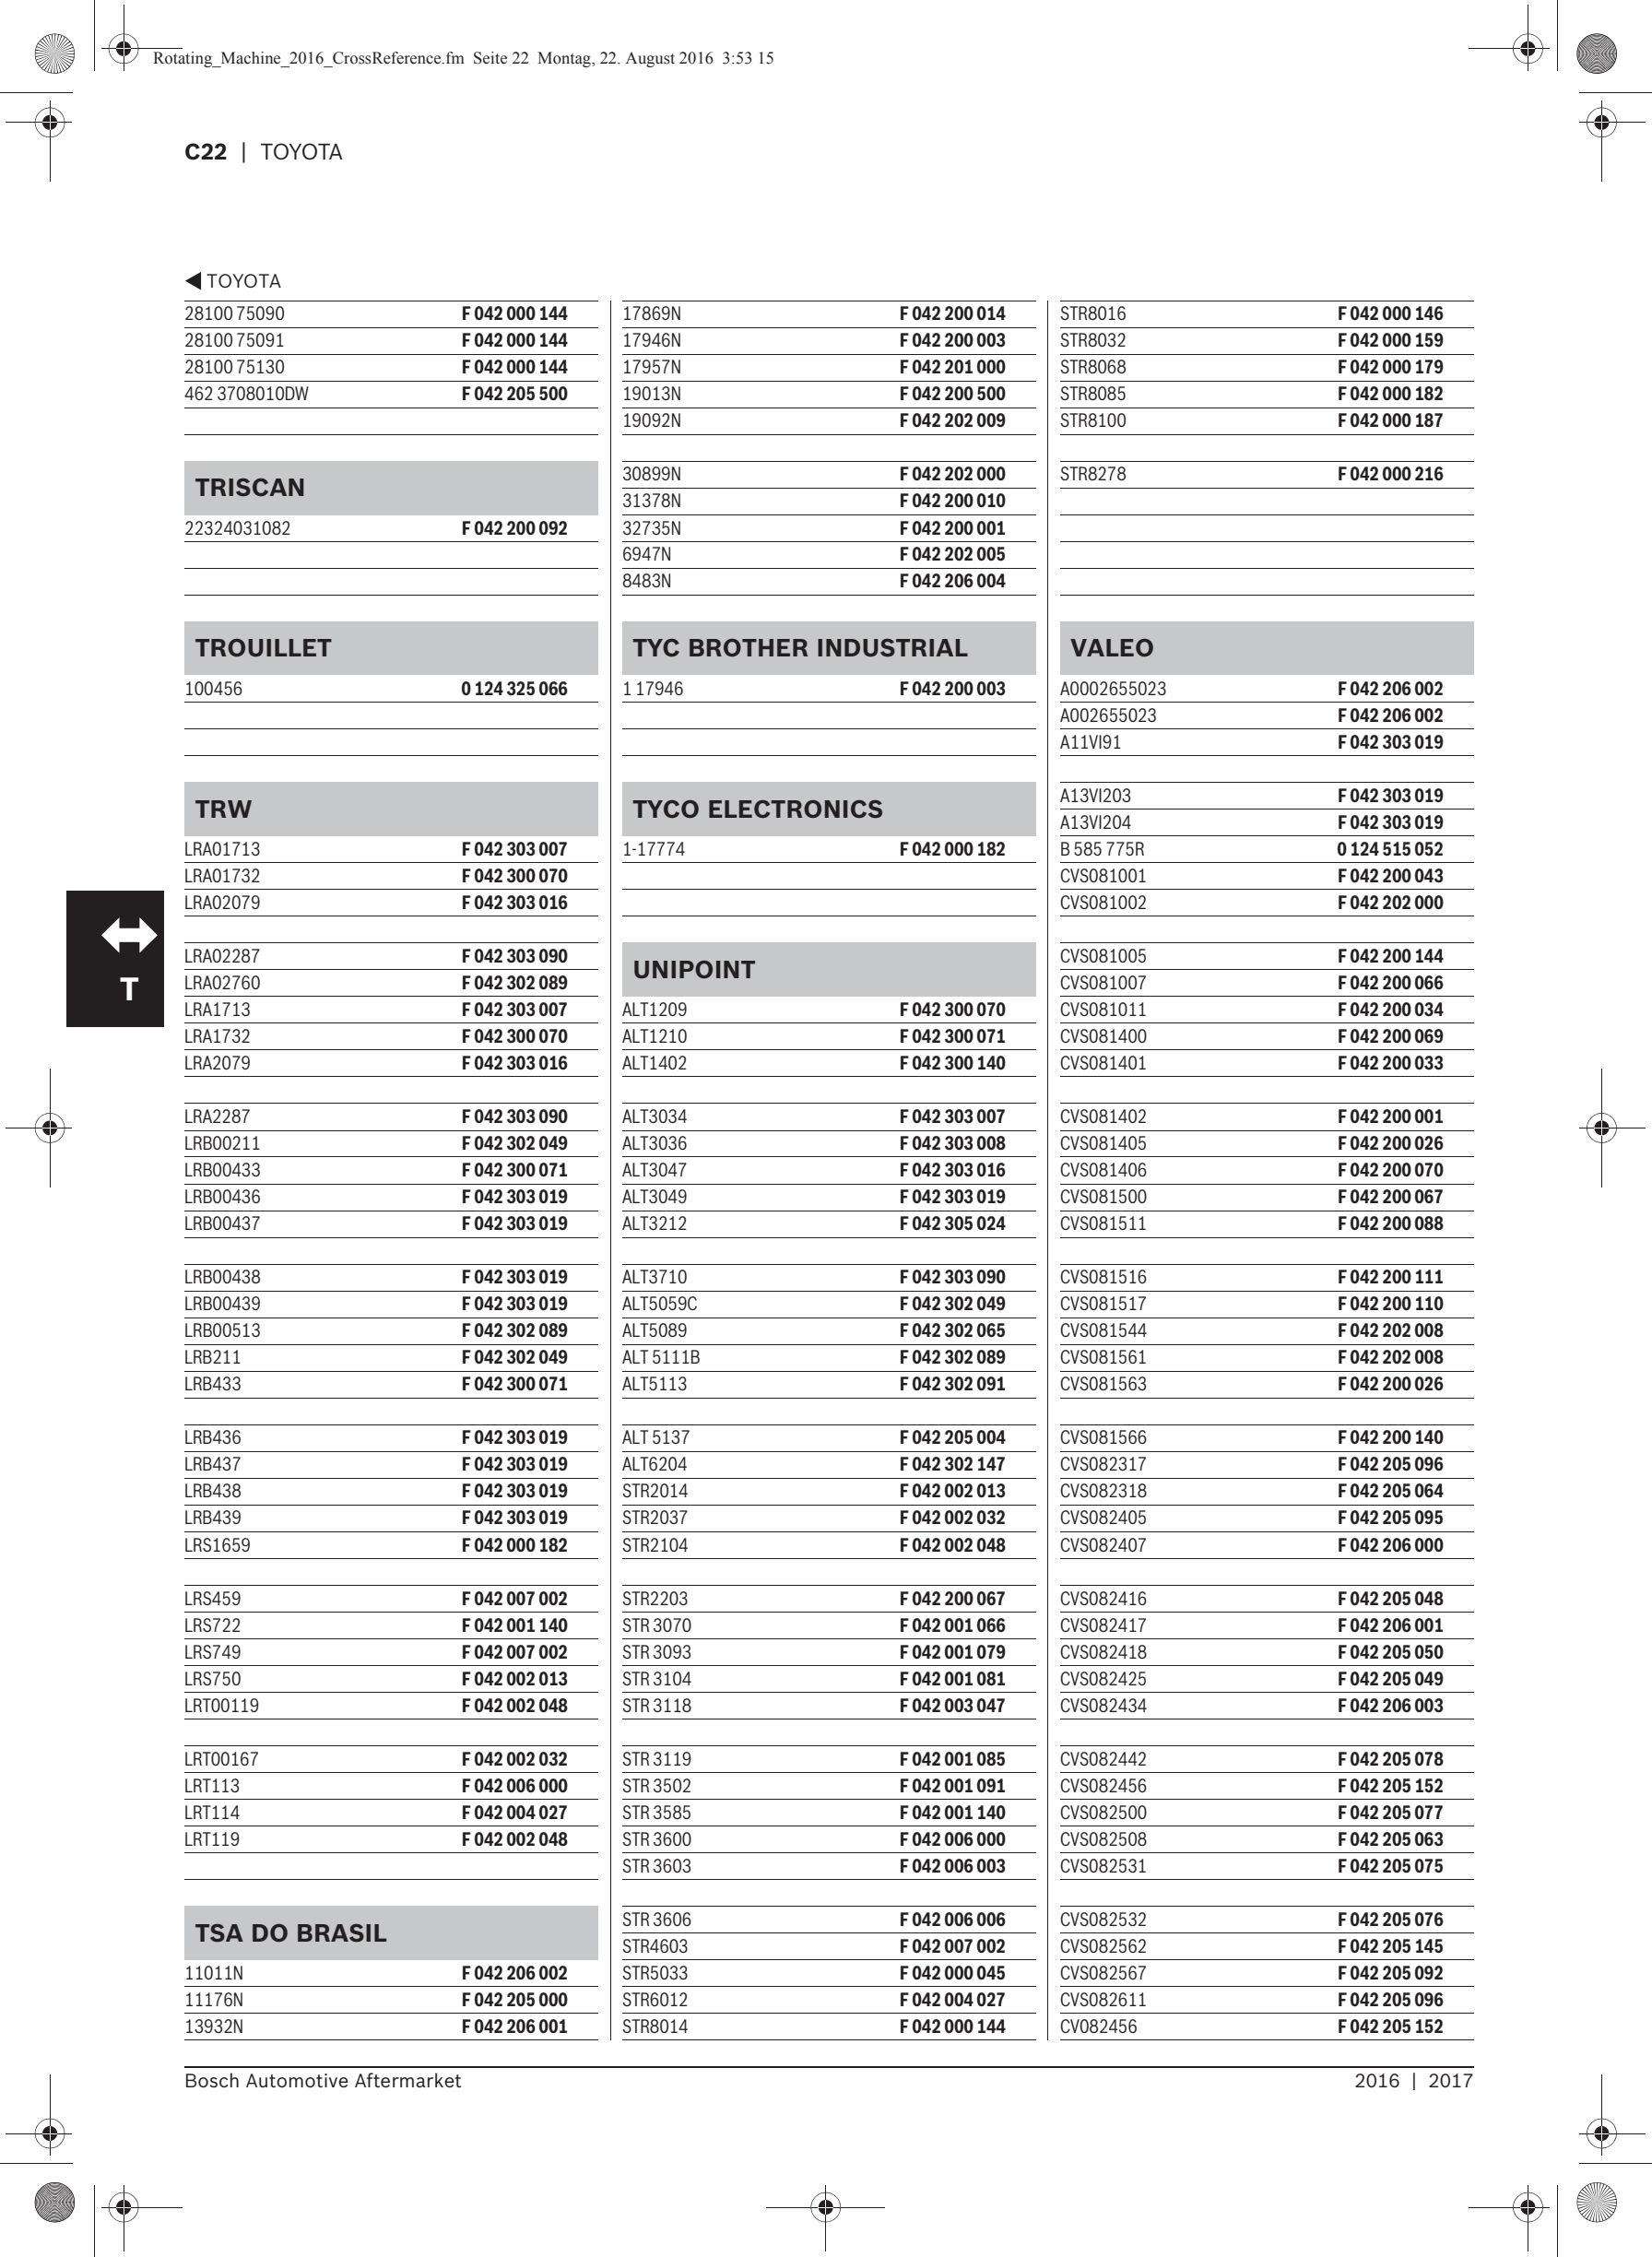 Rotating_Machine_2016_CrossReference.fm Seite 22 Montag, 22. August 2016 3:53 15
C22 | TOYOTA
◀ TOYOTA
28100 75090 F 042 000 144
28100 75091 F 042 000 144
28100 75130 F 042 000 144
462 3708010DW F 042 205 500
TRISCAN
22324031082 F 042 200 092
TROUILLET
100456 0 124 325 066
TRW
LRA01713 F 042 303 007
LRA01732 F 042 300 070
LRA02079 F 042 303 016
LRA02287 F 042 303 090
LRA02760 F 042 302 089
LRA1713 F 042 303 007
LRA1732 F 042 300 070
LRA2079 F 042 303 016
LRA2287 F 042 303 090
LRB00211 F 042 302 049
LRB00433 F 042 300 071
LRB00436 F 042 303 019
LRB00437 F 042 303 019
LRB00438 F 042 303 019
LRB00439 F 042 303 019
LRB00513 F 042 302 089
LRB211 F 042 302 049
LRB433 F 042 300 071
LRB436 F 042 303 019
LRB437 F 042 303 019
LRB438 F 042 303 019
LRB439 F 042 303 019
LRS1659 F 042 000 182
LRS459 F 042 007 002
LRS722 F 042 001 140
LRS749 F 042 007 002
LRS750 F 042 002 013
LRT00119 F 042 002 048
LRT00167 F 042 002 032
LRT113 F 042 006 000
LRT114 F 042 004 027
LRT119 F 042 002 048
TSA DO BRASIL
11011N F 042 206 002
11176N F 042 205 000
13932N F 042 206 001
17869N F 042 200 014
17946N F 042 200 003
17957N F 042 201 000
19013N F 042 200 500
19092N F 042 202 009
30899N F 042 202 000
31378N F 042 200 010
32735N F 042 200 001
6947N F 042 202 005
8483N F 042 206 004
TYC BROTHER INDUSTRIAL
1 17946 F 042 200 003
TYCO ELECTRONICS
1-17774 F 042 000 182
UNIPOINT
ALT1209 F 042 300 070
ALT1210 F 042 300 071
ALT1402 F 042 300 140
ALT3034 F 042 303 007
ALT3036 F 042 303 008
ALT3047 F 042 303 016
ALT3049 F 042 303 019
ALT3212 F 042 305 024
ALT3710 F 042 303 090
ALT5059C F 042 302 049
ALT5089 F 042 302 065
ALT 5111B F 042 302 089
ALT5113 F 042 302 091
ALT 5137 F 042 205 004
ALT6204 F 042 302 147
STR2014 F 042 002 013
STR2037 F 042 002 032
STR2104 F 042 002 048
STR2203 F 042 200 067
STR 3070 F 042 001 066
STR 3093 F 042 001 079
STR 3104 F 042 001 081
STR 3118 F 042 003 047
STR 3119 F 042 001 085
STR 3502 F 042 001 091
STR 3585 F 042 001 140
STR 3600 F 042 006 000
STR 3603 F 042 006 003
STR 3606 F 042 006 006
STR4603 F 042 007 002
STR5033 F 042 000 045
STR6012 F 042 004 027
STR8014 F 042 000 144
STR8016 F 042 000 146
STR8032 F 042 000 159
STR8068 F 042 000 179
STR8085 F 042 000 182
STR8100 F 042 000 187
STR8278 F 042 000 216
VALEO
A0002655023 F 042 206 002
A002655023 F 042 206 002
A11VI91 F 042 303 019
A13VI203 F 042 303 019
A13VI204 F 042 303 019
B 585 775R 0 124 515 052
CVS081001 F 042 200 043
CVS081002 F 042 202 000
CVS081005 F 042 200 144
CVS081007 F 042 200 066
CVS081011 F 042 200 034
CVS081400 F 042 200 069
CVS081401 F 042 200 033
CVS081402 F 042 200 001
CVS081405 F 042 200 026
CVS081406 F 042 200 070
CVS081500 F 042 200 067
CVS081511 F 042 200 088
CVS081516 F 042 200 111
CVS081517 F 042 200 110
CVS081544 F 042 202 008
CVS081561 F 042 202 008
CVS081563 F 042 200 026
CVS081566 F 042 200 140
CVS082317 F 042 205 096
CVS082318 F 042 205 064
CVS082405 F 042 205 095
CVS082407 F 042 206 000
CVS082416 F 042 205 048
CVS082417 F 042 206 001
CVS082418 F 042 205 050
CVS082425 F 042 205 049
CVS082434 F 042 206 003
CVS082442 F 042 205 078
CVS082456 F 042 205 152
CVS082500 F 042 205 077
CVS082508 F 042 205 063
CVS082531 F 042 205 075
CVS082532 F 042 205 076
CVS082562 F 042 205 145
CVS082567 F 042 205 092
CVS082611 F 042 205 096
CV082456 F 042 205 152
T
Bosch Automotive Aftermarket 2016 | 2017